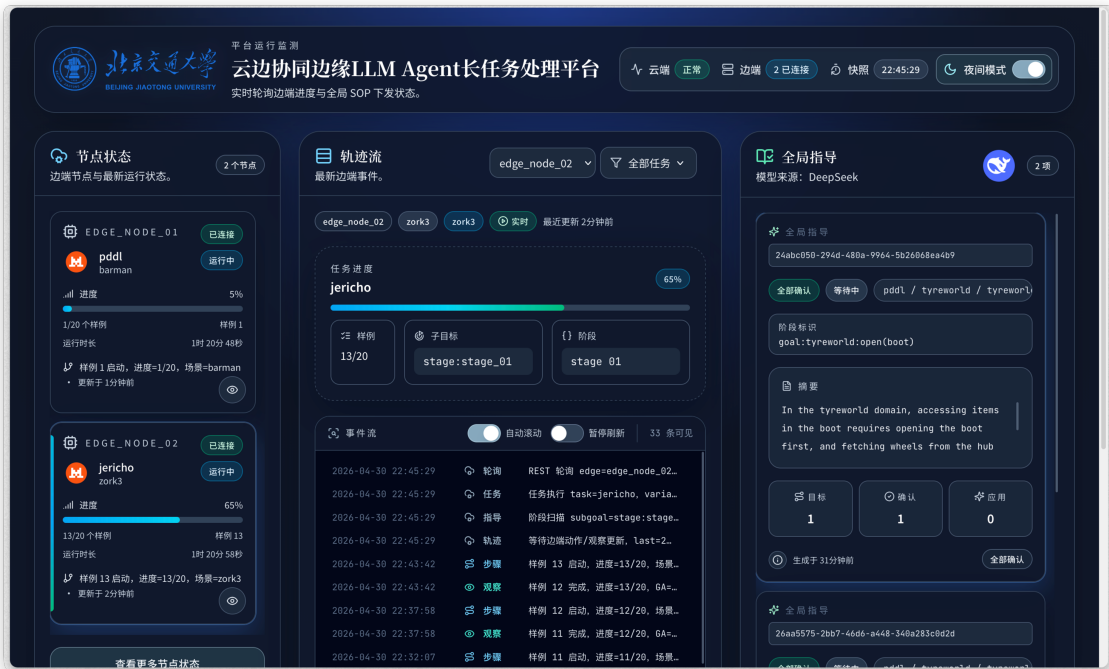 北京交通大学
BEIJING JIAOTONG UNIVERSITY
平台运行监测
云边协同边缘LLM Agent长任务处理平台
实时轮询边端进度与全局 SOP 下发状态。
云端 正常 边端 2 已连接 快照 22:45:29 夜间模式
节点状态
边端节点与最新运行状态。
2 个节点
EDGE_NODE_01 已连接
pddl
barman
运行中
进度 5%
1/20 个样例 样例 1
运行时长 1时 20分 48秒
样例 1 启动, 进度=1/20, 场景=barman
• 更新于 1分钟前
EDGE_NODE_02 已连接
jericho
zork3
运行中
进度 65%
13/20 个样例 样例 13
运行时长 1时 20分 58秒
样例 13 启动, 进度=13/20, 场景=zork3
• 更新于 2分钟前
查看更多节点状态
轨迹流
最新边端事件。
edge_node_02 全部任务
edge_node_02 zork3 zork3 实时 最近更新 2分钟前
任务进度
jericho
65%
样例
13/20
子目标
stage:stage_01
{} 阶段
stage 01
事件流 自动滚动 暂停刷新 33 条可见
2026-04-30 22:45:29 轮询 REST 轮询 edge=edge_node_02…
2026-04-30 22:45:29 任务 任务执行 task=jericho, varia…
2026-04-30 22:45:29 指导 阶段扫描 subgoal=stage:stage…
2026-04-30 22:45:29 轨迹 等待边端动作/观察更新, last=2…
2026-04-30 22:43:42 步骤 样例 13 启动, 进度=13/20, 场景…
2026-04-30 22:43:42 观察 样例 12 完成, 进度=13/20, GA=…
2026-04-30 22:37:58 步骤 样例 12 启动, 进度=12/20, 场景…
2026-04-30 22:37:58 观察 样例 11 完成, 进度=12/20, GA=…
2026-04-30 22:32:07 步骤 样例 11 启动, 进度=11/20, 场景…
全局指导
模型来源: DeepSeek
2 项
全局指导
24abc050-294d-480a-9964-5b26068ea4b9
全部确认 等待中 pddl / tyreworld / tyreworl
阶段标识
goal:tyreworld:open(boot)
摘要
In the tyreworld domain, accessing items
in the boot requires opening the boot
first, and fetching wheels from the hub
目标
1
确认
1
应用
0
生成于 31分钟前 全部确认
全局指导
26aa5575-2bb7-46d6-a448-340a283c0d2d
全部确认 等待中 pddl / tyreworld / tyreworl